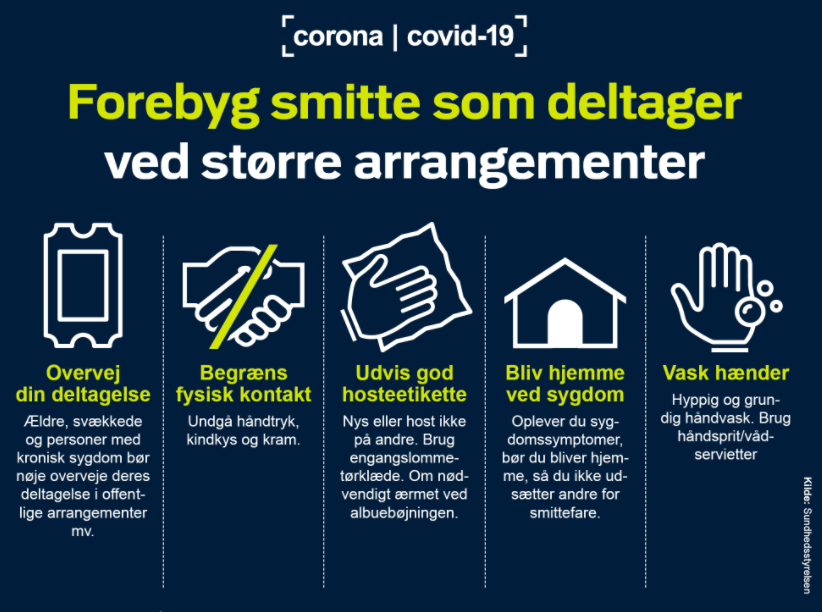 corona | covid-19
Forebyg smitte som deltager
ved større arrangementer
Overvej
din deltagelse
Ældre, svækkede
og personer med
kronisk sygdom bør
nøje overveje deres
deltagelse i offent-
lige arrangementer
mv.
Begræns
fysisk kontakt
Undgå håndtryk,
kindkys og kram.
Udvis god
hosteetikette
Nys eller host ikke
på andre. Brug
engangslomme-
tørklæde. Om nød-
vendigt ærmet ved
albuebøjningen.
Bliv hjemme
ved sygdom
Oplever du syg-
domssymptomer,
bør du bliver hjem-
me, så du ikke ud-
sætter andre for
smittefare.
Vask hænder
Hyppig og grun-
dig håndvask. Brug
håndsprit/våd-
servietter
Kilde: Sundhedsstyrelsen